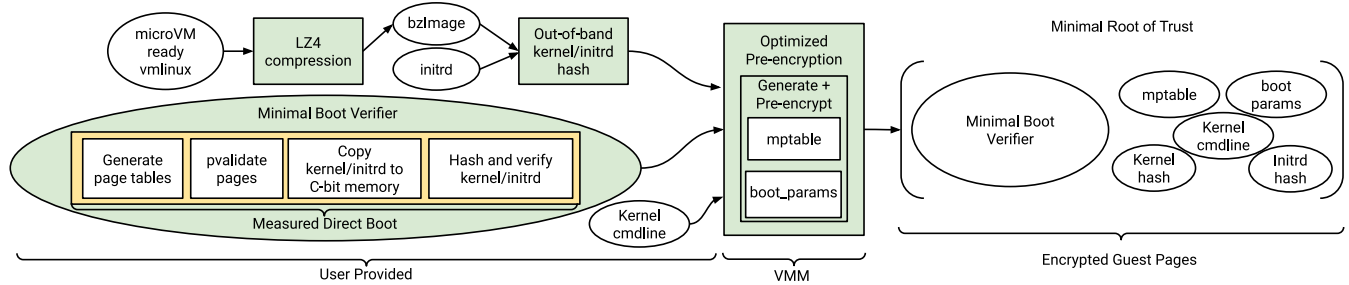 microVM
ready
vmlinux
LZ4
compression
bzImage
initrd
Out-of-band
kernel/initrd
hash
Minimal Boot Verifier
Generate
page tables
pvalidate
pages
Copy
kernel/initrd to
C-bit memory
Hash and verify
kernel/initrd
Measured Direct Boot
Kernel
cmdline
User Provided
Optimized
Pre-encryption
Generate +
Pre-encrypt
mptable
boot_params
VMM
Minimal Root of Trust
Minimal Boot
Verifier
mptable
boot
params
Kernel
cmdline
Kernel
hash
Initrd
hash
Encrypted Guest Pages